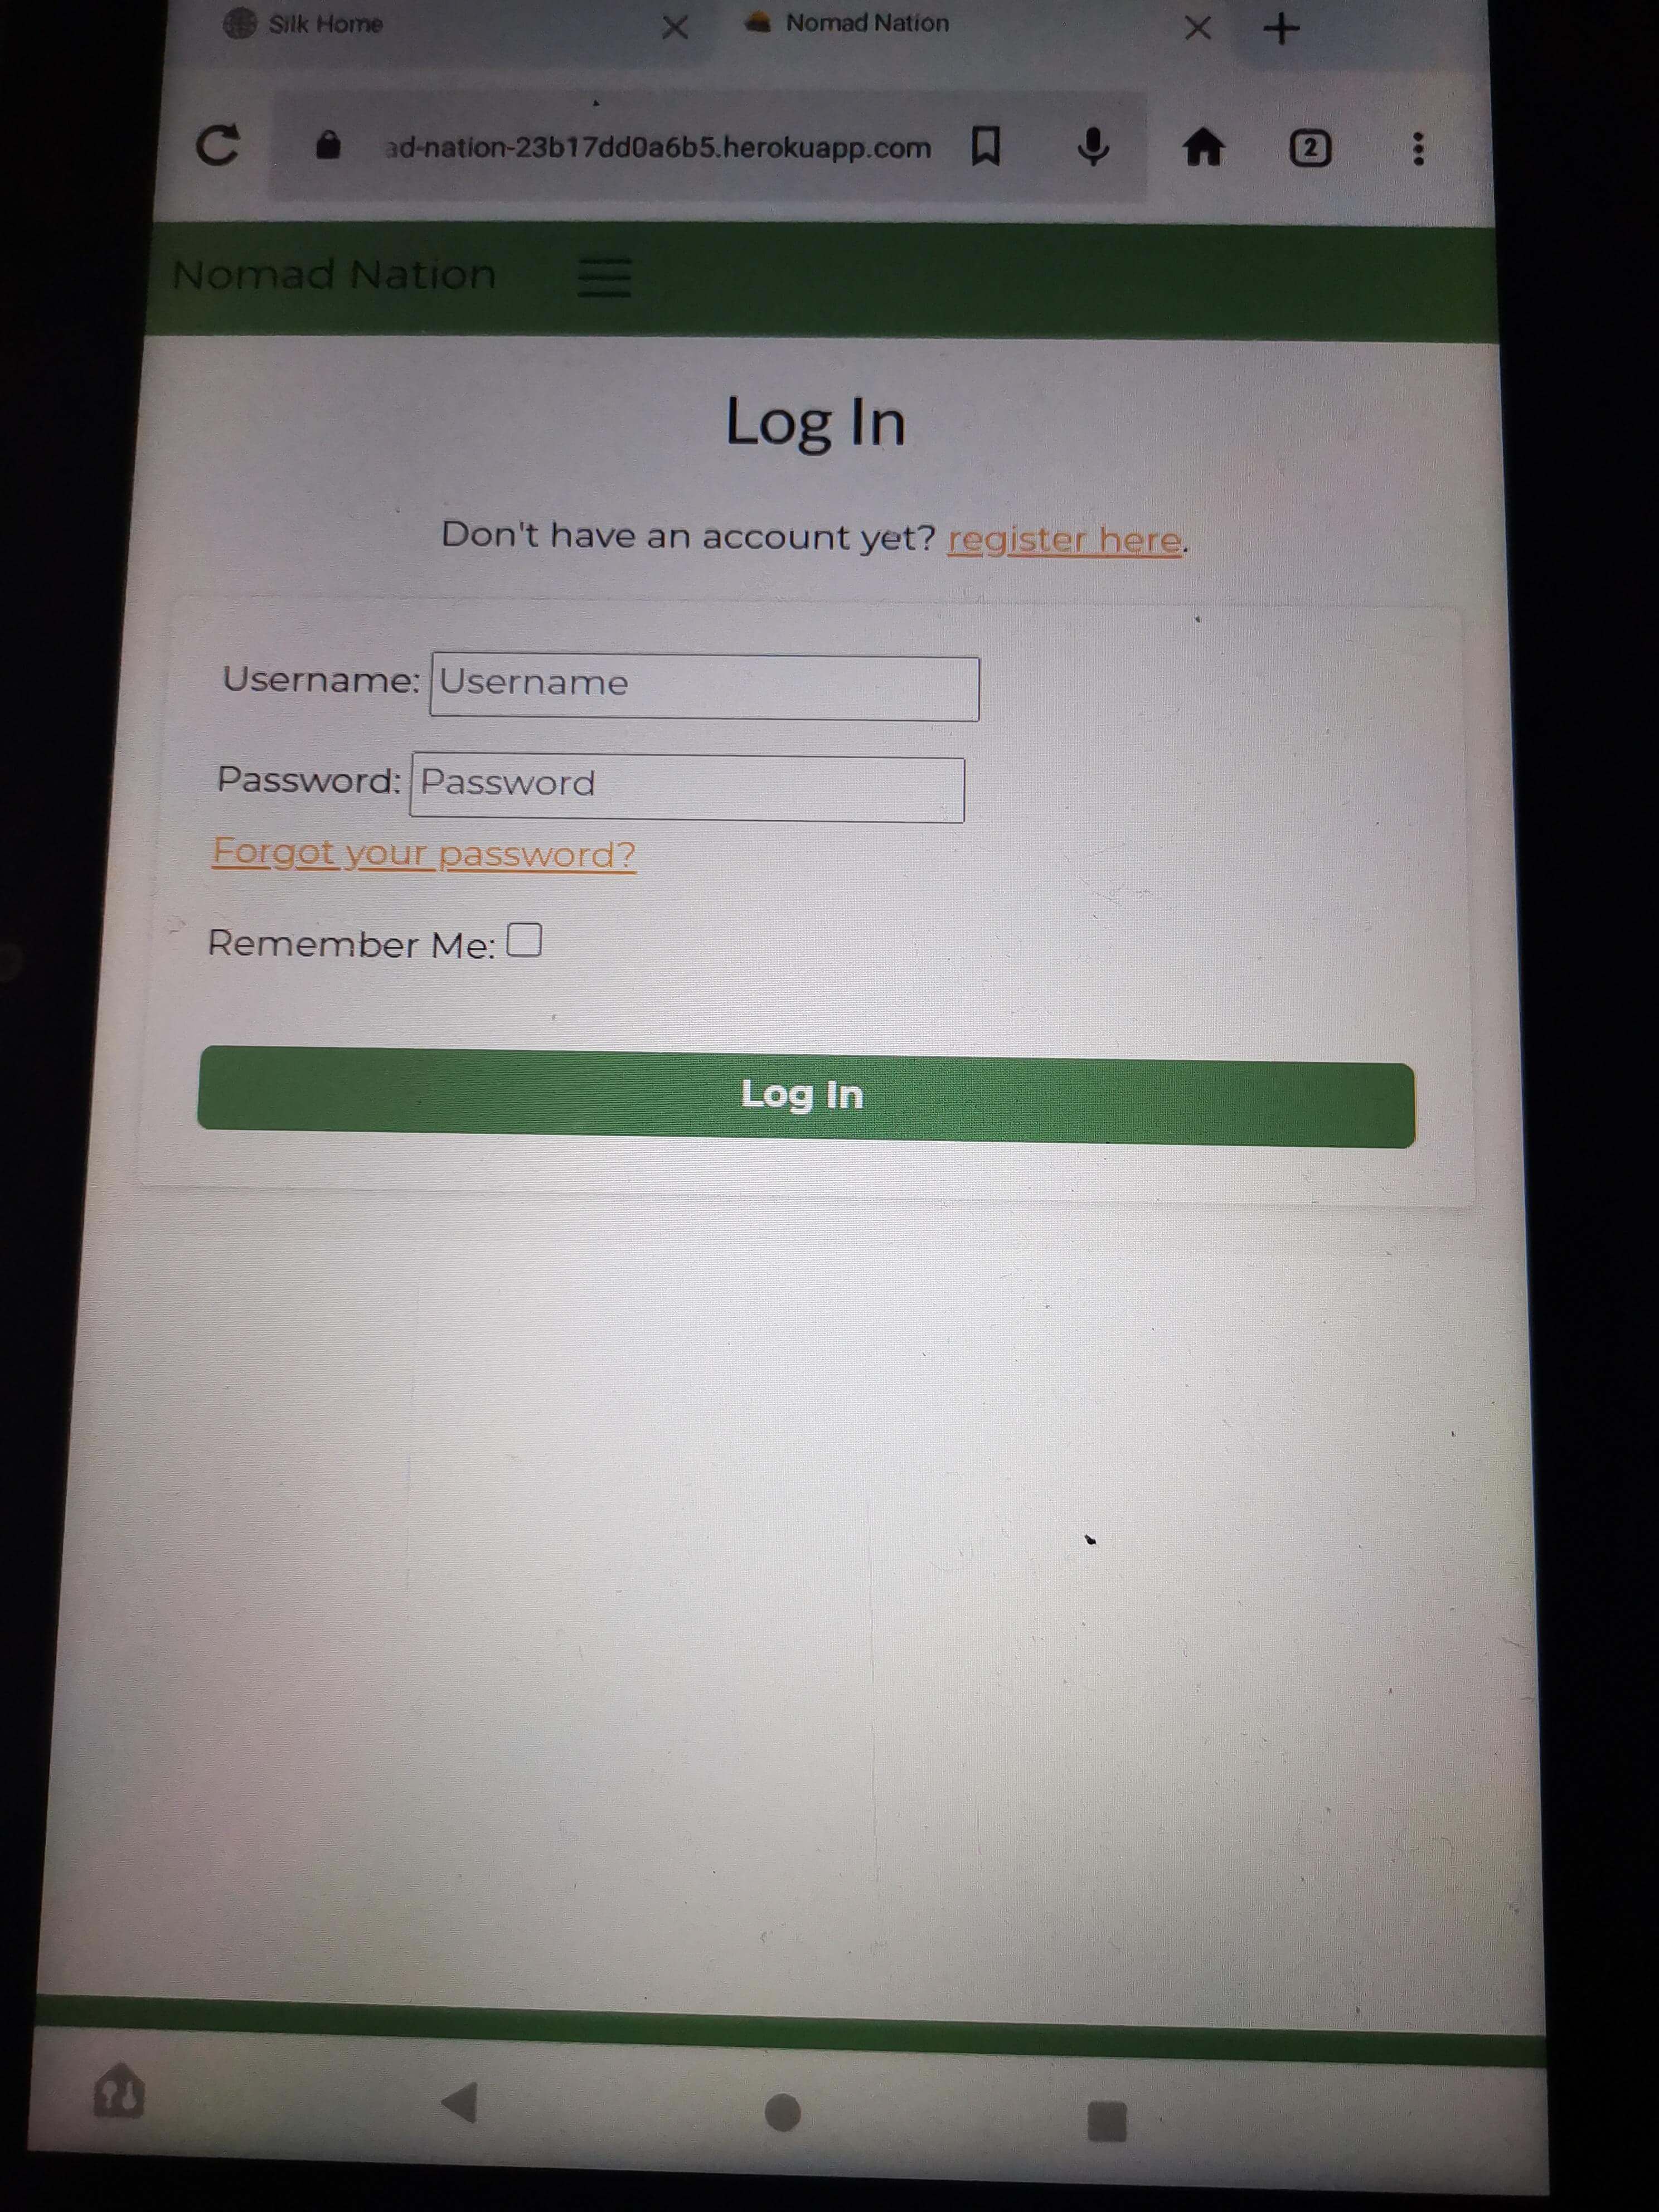 Silk Home
Nomad Nation
ad-nation-23b17dd0a6b5.herokuapp.com
2
Nomad Nation
Log In
Don't have an account yet? register here.
Username: Username
Password: Password
Forgot your password?
Remember Me:
Log In